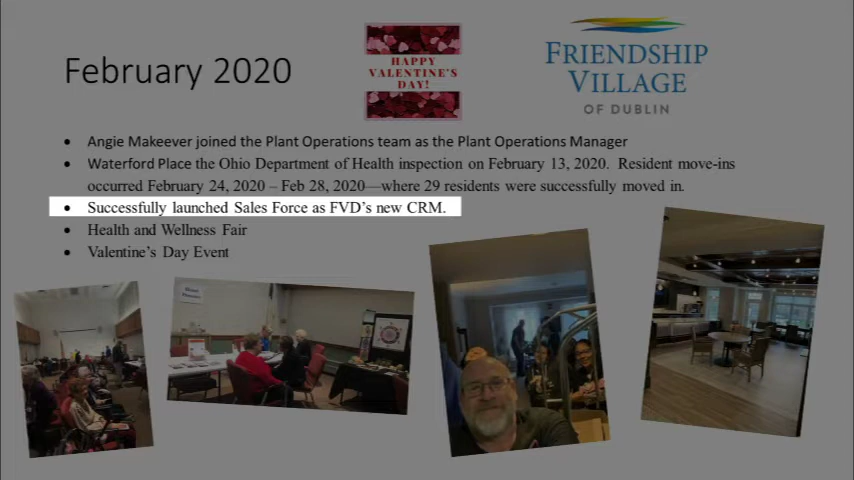 February 2020
HAPPY
VALENTINE'S
DAY!
FRIENDSHIP
VILLAGE
OF DUBLIN
• Angie Makeever joined the Plant Operations team as the Plant Operations Manager
• Waterford Place the Ohio Department of Health inspection on February 13, 2020. Resident move-ins
occurred February 24, 2020 – Feb 28, 2020—where 29 residents were successfully moved in.
• Successfully launched Sales Force as FVD's new CRM.
• Health and Wellness Fair
• Valentine's Day Event